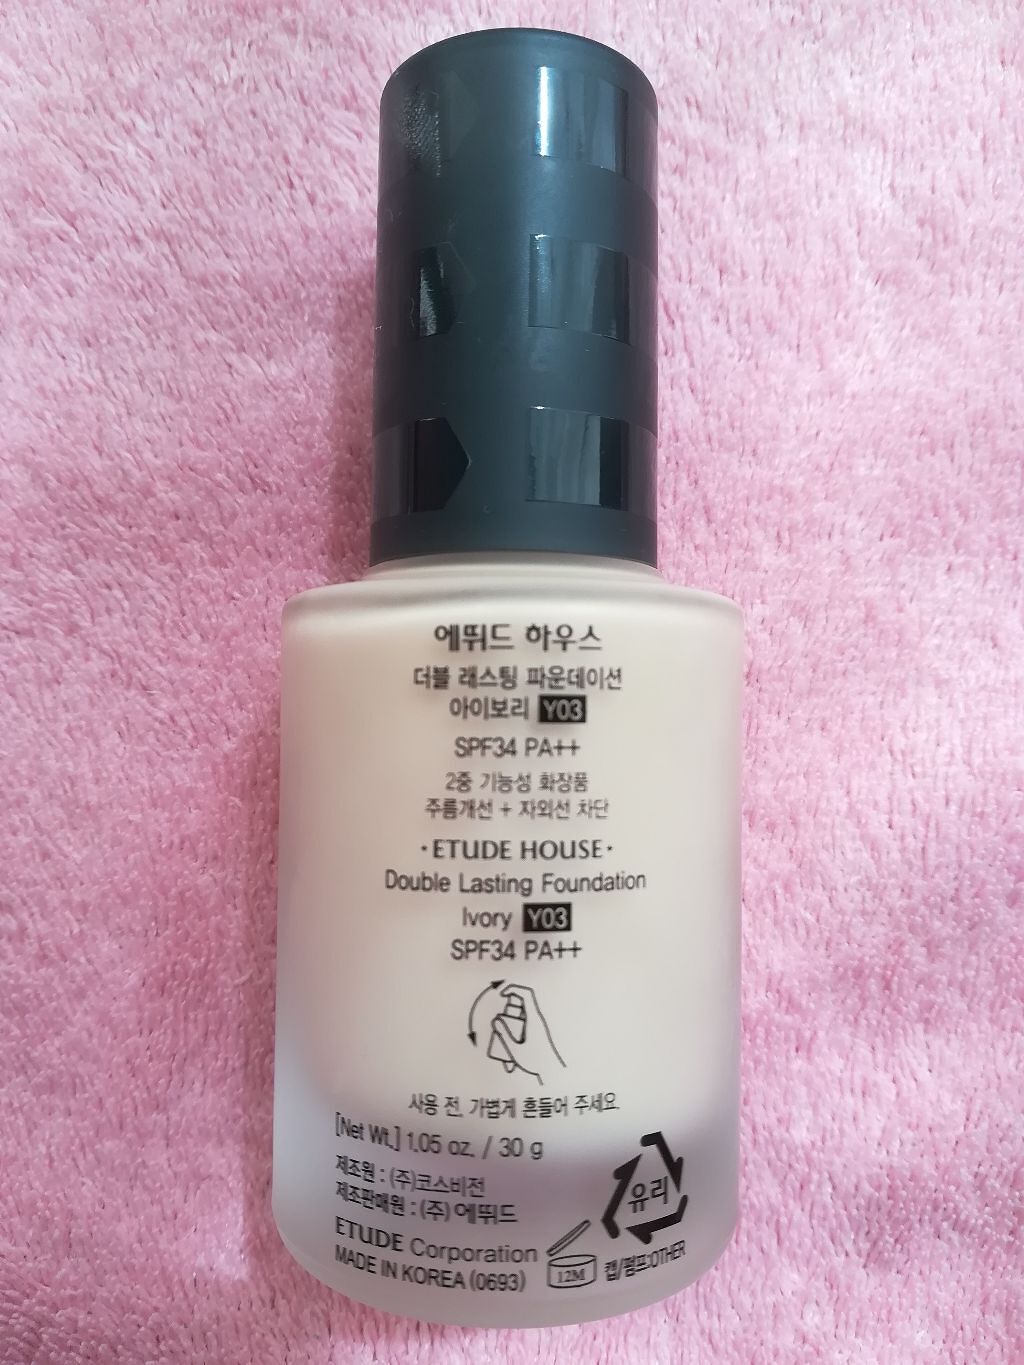 에뛰드 하우스
더블 래스팅 파운데이션
아이보리 Y03
SPF34 PA++
2중 기능성 화장품
주름개선 + 자외선 차단
·ETUDE HOUSE·
Double Lasting Foundation
Ivory Y03
SPF34 PA++
사용 전, 가볍게 흔들어 주세요.
[Net Wt.] 1.05 oz. / 30 g
제조원 : (주)코스비전
제조판매원 : (주) 에뛰드
ETUDE Corporation
MADE IN KOREA (0693)
12M
유리
캡/펌프:OTHER